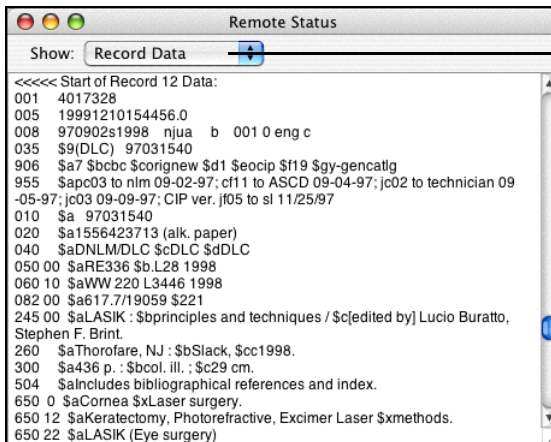 Remote Status
Show: Record Data
<<<<< Start of Record 12 Data:
001 4017328
005 19991210154456.0
008 970902s1998 njua b 001 0 eng c
035 $9(DLC) 97031540
906 $a7 $bcbc $corignew $d1 $eocip $f19 $gy-gencatlg
955 $apc03 to nlm 09-02-97; cf11 to ASCD 09-04-97; jc02 to technician 09
-05-97; jc03 09-09-97; CIP ver. jf05 to sl 11/25/97
010 $a 97031540
020 $a1556423713 (alk. paper)
040 $aDNLM/DLC $cDLC $dDLC
050 00 $aRE336 $b.L28 1998
060 10 $aWW 220 L3446 1998
082 00 $a617.7/19059 $221
245 00 $aLASIK : $bprinciples and techniques / $c[edited by] Lucio Buratto,
Stephen F. Brint.
260 $aThorofare, NJ : $bSlack, $cc1998.
300 $a436 p. : $bcol. ill. ; $c29 cm.
504 $aIncludes bibliographical references and index.
650 0 $aCornea $xLaser surgery.
650 12 $aKeratectomy, Photorefractive, Excimer Laser $xmethods.
650 22 $aLASIK (Eye surgery)